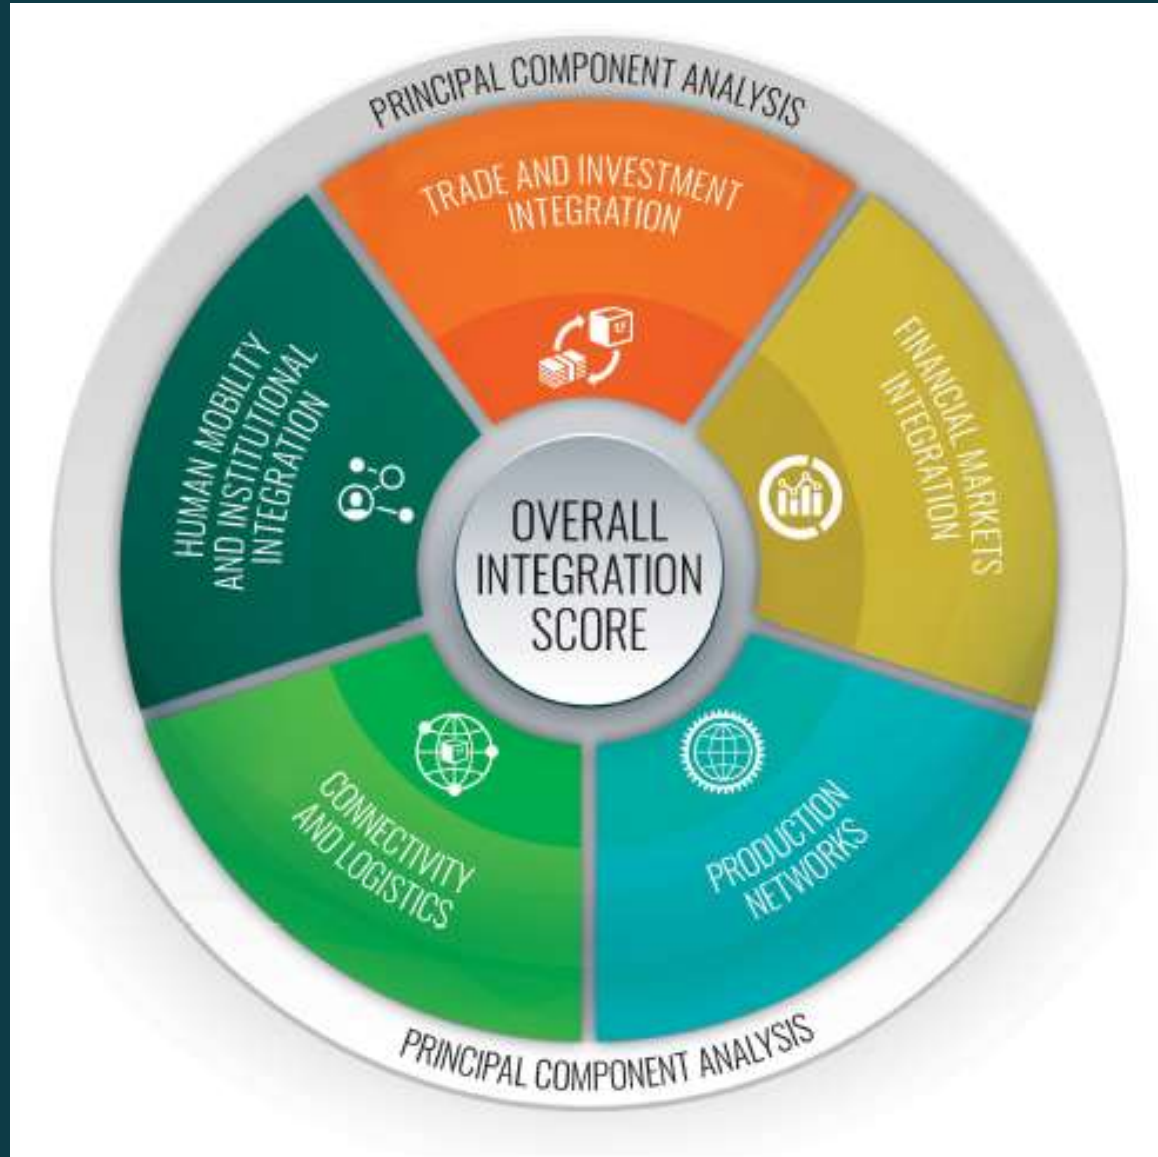 PRINCIPAL COMPONENT ANALYSIS
TRADE AND INVESTMENT
INTEGRATION
FINANCIAL MARKETS
INTEGRATION
HUMAN MOBILITY
AND INSTITUTIONAL
INTEGRATION
OVERALL
INTEGRATION
SCORE
CONNECTIVITY
AND LOGISTICS
PRODUCTION
NETWORKS
PRINCIPAL COMPONENT ANALYSIS